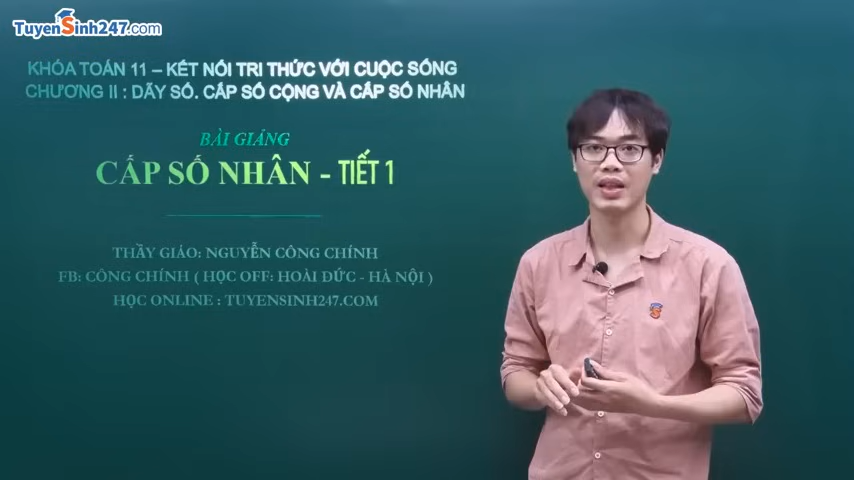 TuyenSinh247.com
KHÓA TOÁN 11 – KẾT NỐI TRI THỨC VỚI CUỘC SỐNG
CHƯƠNG II : DÃY SỐ. CẤP SỐ CỘNG VÀ CẤP SỐ NHÂN
BÀI GIẢNG
CẤP SỐ NHÂN - TIẾT 1
THẦY GIÁO: NGUYỄN CÔNG CHÍNH
FB: CÔNG CHÍNH ( HỌC OFF: HOÀI ĐỨC - HÀ NỘI )
HỌC ONLINE : TUYENSINH247.COM